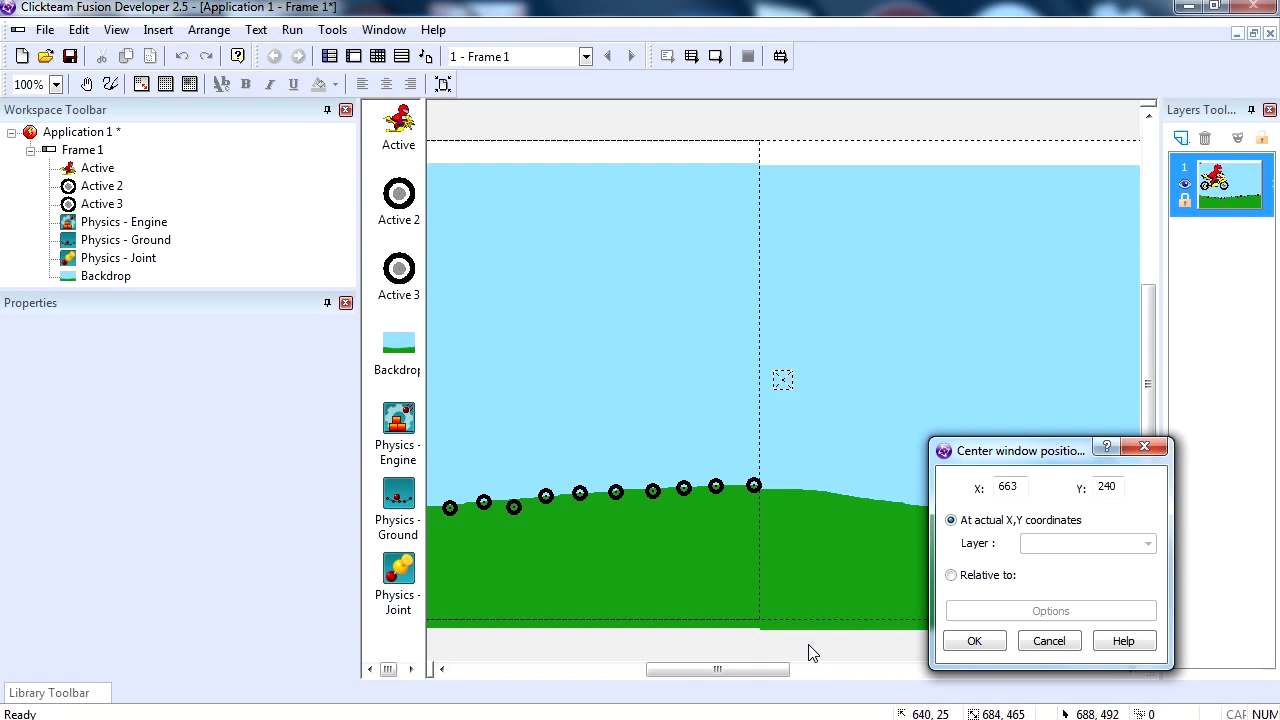 Clickteam Fusion Developer 2.5 - [Application 1 - Frame 1*]
File Edit View Insert Arrange Text Run Tools Window Help
1 - Frame 1
100%
B I U
Workspace Toolbar
Application 1 *
Frame 1
Active
Active 2
Active 3
Physics - Engine
Physics - Ground
Physics - Joint
Backdrop
Properties
Library Toolbar
Active
Active 2
Active 3
Backdrop
Physics -
Engine
Physics -
Ground
Physics -
Joint
Layers Tool...
1
Center window positio...
X: 663 Y: 240
At actual X,Y coordinates
Layer :
Relative to:
Options
OK Cancel Help
Ready 640, 25 684, 465 688, 492 0 CAP NUM